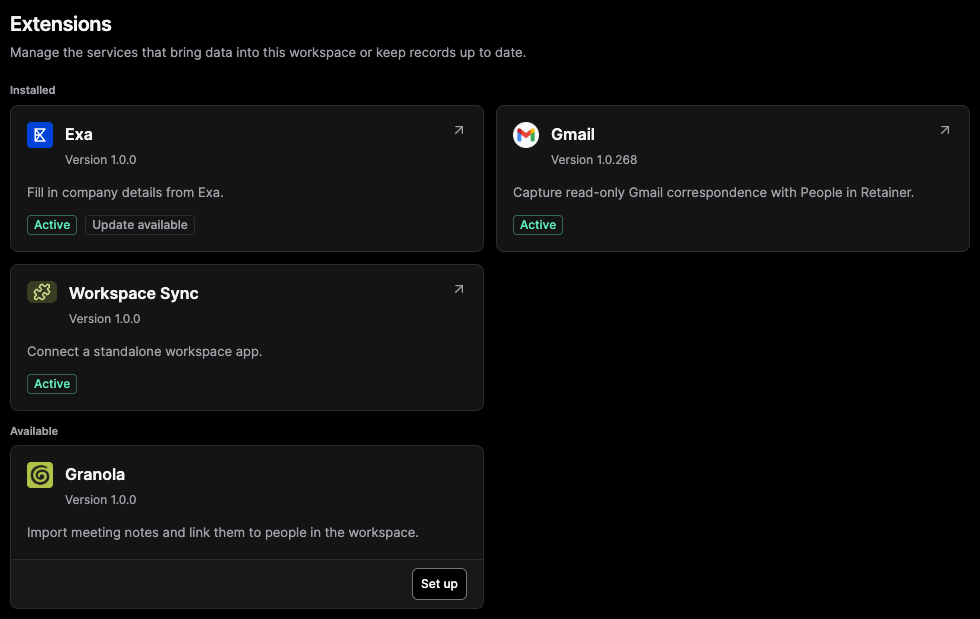 Extensions
Manage the services that bring data into this workspace or keep records up to date.
Installed
Exa
Version 1.0.0
Fill in company details from Exa.
Active
Update available
Gmail
Version 1.0.268
Capture read-only Gmail correspondence with People in Retainer.
Active
Workspace Sync
Version 1.0.0
Connect a standalone workspace app.
Active
Available
Granola
Version 1.0.0
Import meeting notes and link them to people in the workspace.
Set up